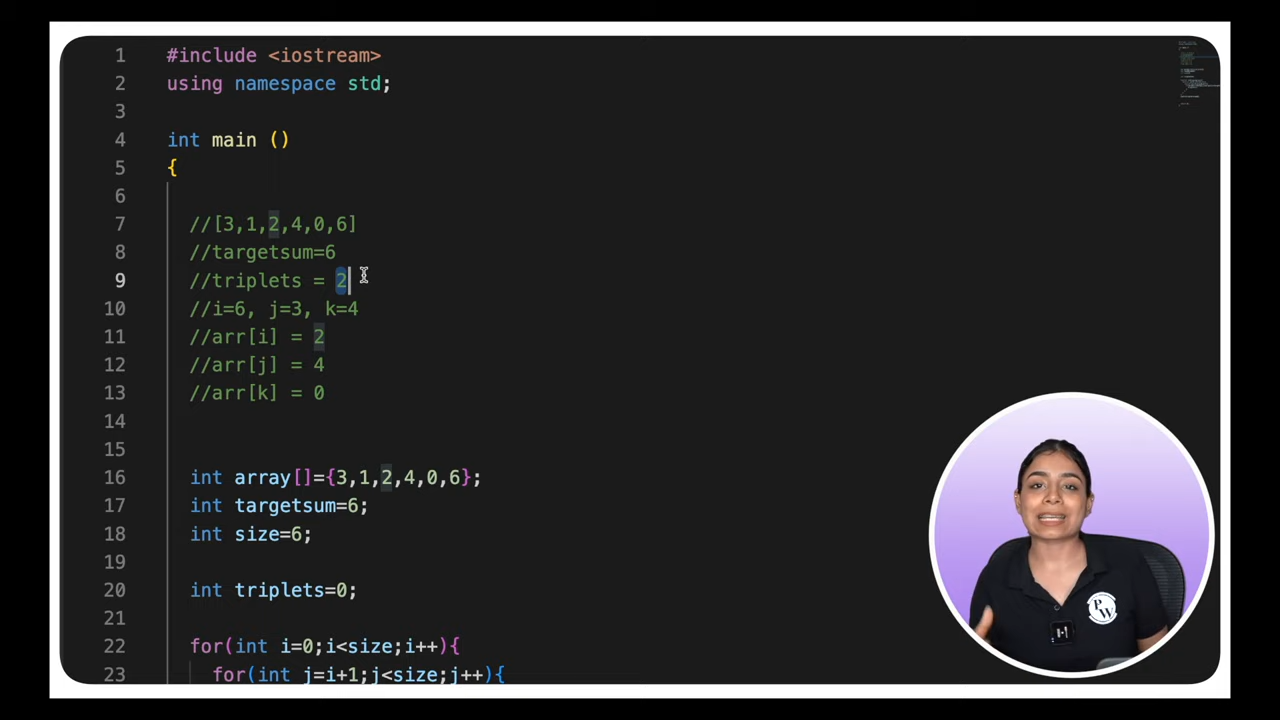 1 #include <iostream>
2 using namespace std;
3
4 int main ()
5 {
6
7 //[3,1,2,4,0,6]
8 //targetsum=6
9 //triplets = 2
10 //i=6, j=3, k=4
11 //arr[i] = 2
12 //arr[j] = 4
13 //arr[k] = 0
14
15
16 int array[]={3,1,2,4,0,6};
17 int targetsum=6;
18 int size=6;
19
20 int triplets=0;
21
22 for(int i=0;i<size;i++){
23 for(int j=i+1;j<size;j++){
P
W